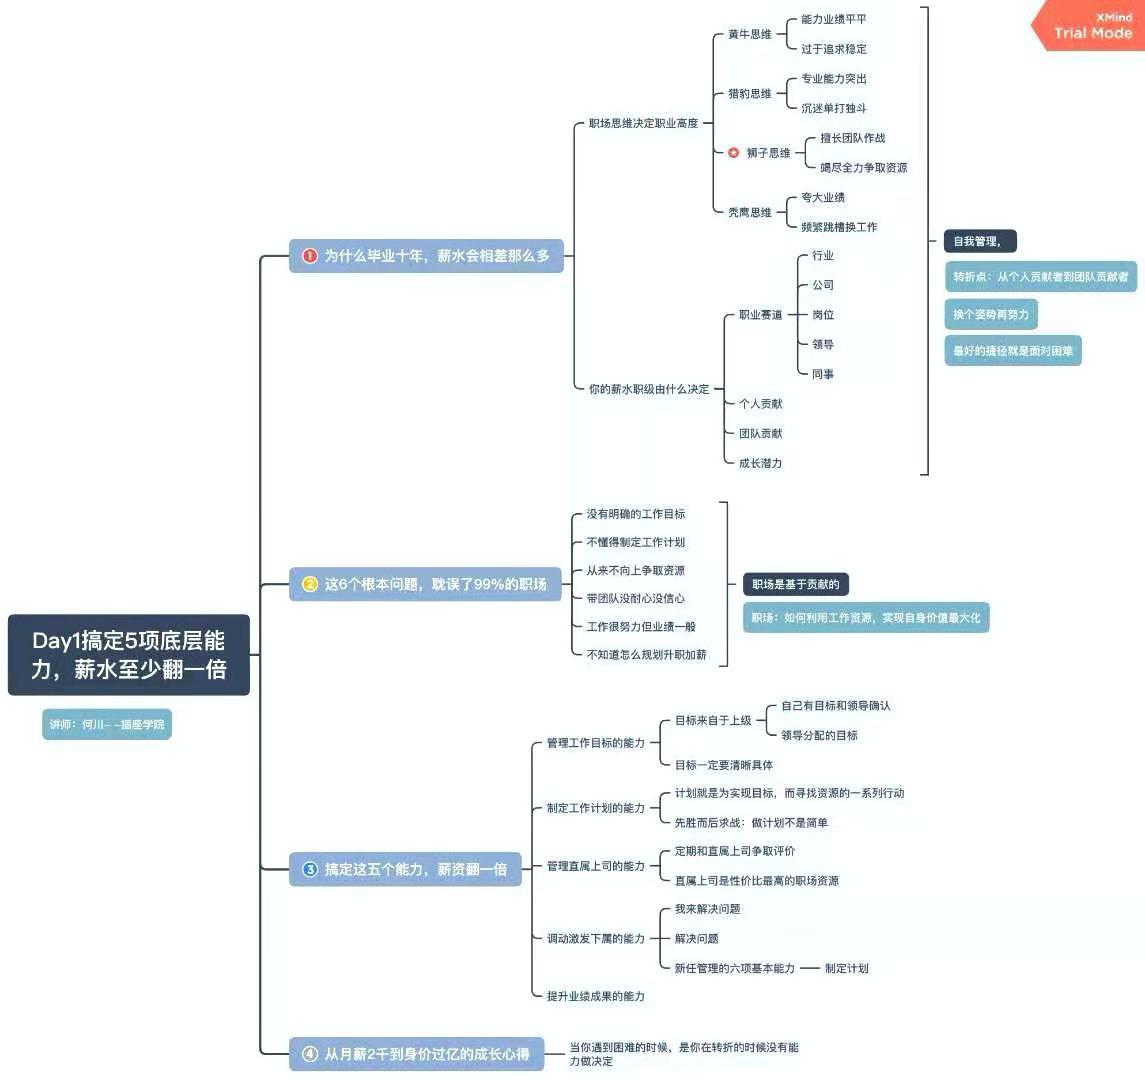 XMind
Trial Mode
Day1搞定5项底层能
力，薪水至少翻一倍
讲师：何川--插座学院
1 为什么毕业十年，薪水会相差那么多
职场思维决定职业高度
黄牛思维
能力业绩平平
过于追求稳定
猎豹思维
专业能力突出
沉迷单打独斗
狮子思维
擅长团队作战
竭尽全力争取资源
秃鹰思维
夸大业绩
频繁跳槽换工作
你的薪水职级由什么决定
职业赛道
行业
公司
岗位
领导
同事
个人贡献
团队贡献
成长潜力
自我管理，
转折点：从个人贡献者到团队贡献者
换个姿势再努力
最好的捷径就是面对困难
2 这6个根本问题，耽误了99%的职场
没有明确的工作目标
不懂得制定工作计划
从来不向上争取资源
带团队没耐心没信心
工作很努力但业绩一般
不知道怎么规划升职加薪
职场是基于贡献的
职场：如何利用工作资源，实现自身价值最大化
3 搞定这五个能力，薪资翻一倍
管理工作目标的能力
目标来自于上级
自己有目标和领导确认
领导分配的目标
目标一定要清晰具体
制定工作计划的能力
计划就是为实现目标，而寻找资源的一系列行动
先胜而后求战：做计划不是简单
管理直属上司的能力
定期和直属上司争取评价
直属上司是性价比最高的职场资源
调动激发下属的能力
我来解决问题
解决问题
新任管理的六项基本能力
制定计划
提升业绩成果的能力
4 从月薪2千到身价过亿的成长心得
当你遇到困难的时候，是你在转折的时候没有能
力做决定